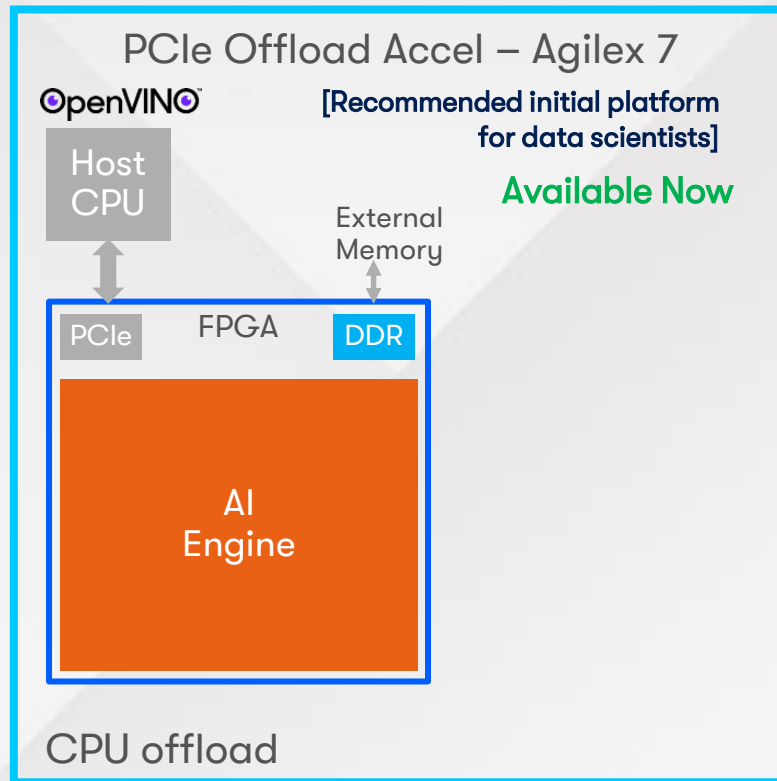 PCIe Offload Accel – Agilex 7
OpenVINO™
[Recommended initial platform
for data scientists]
Available Now
Host
CPU
External
Memory
PCIe
FPGA
DDR
AI
Engine
CPU offload